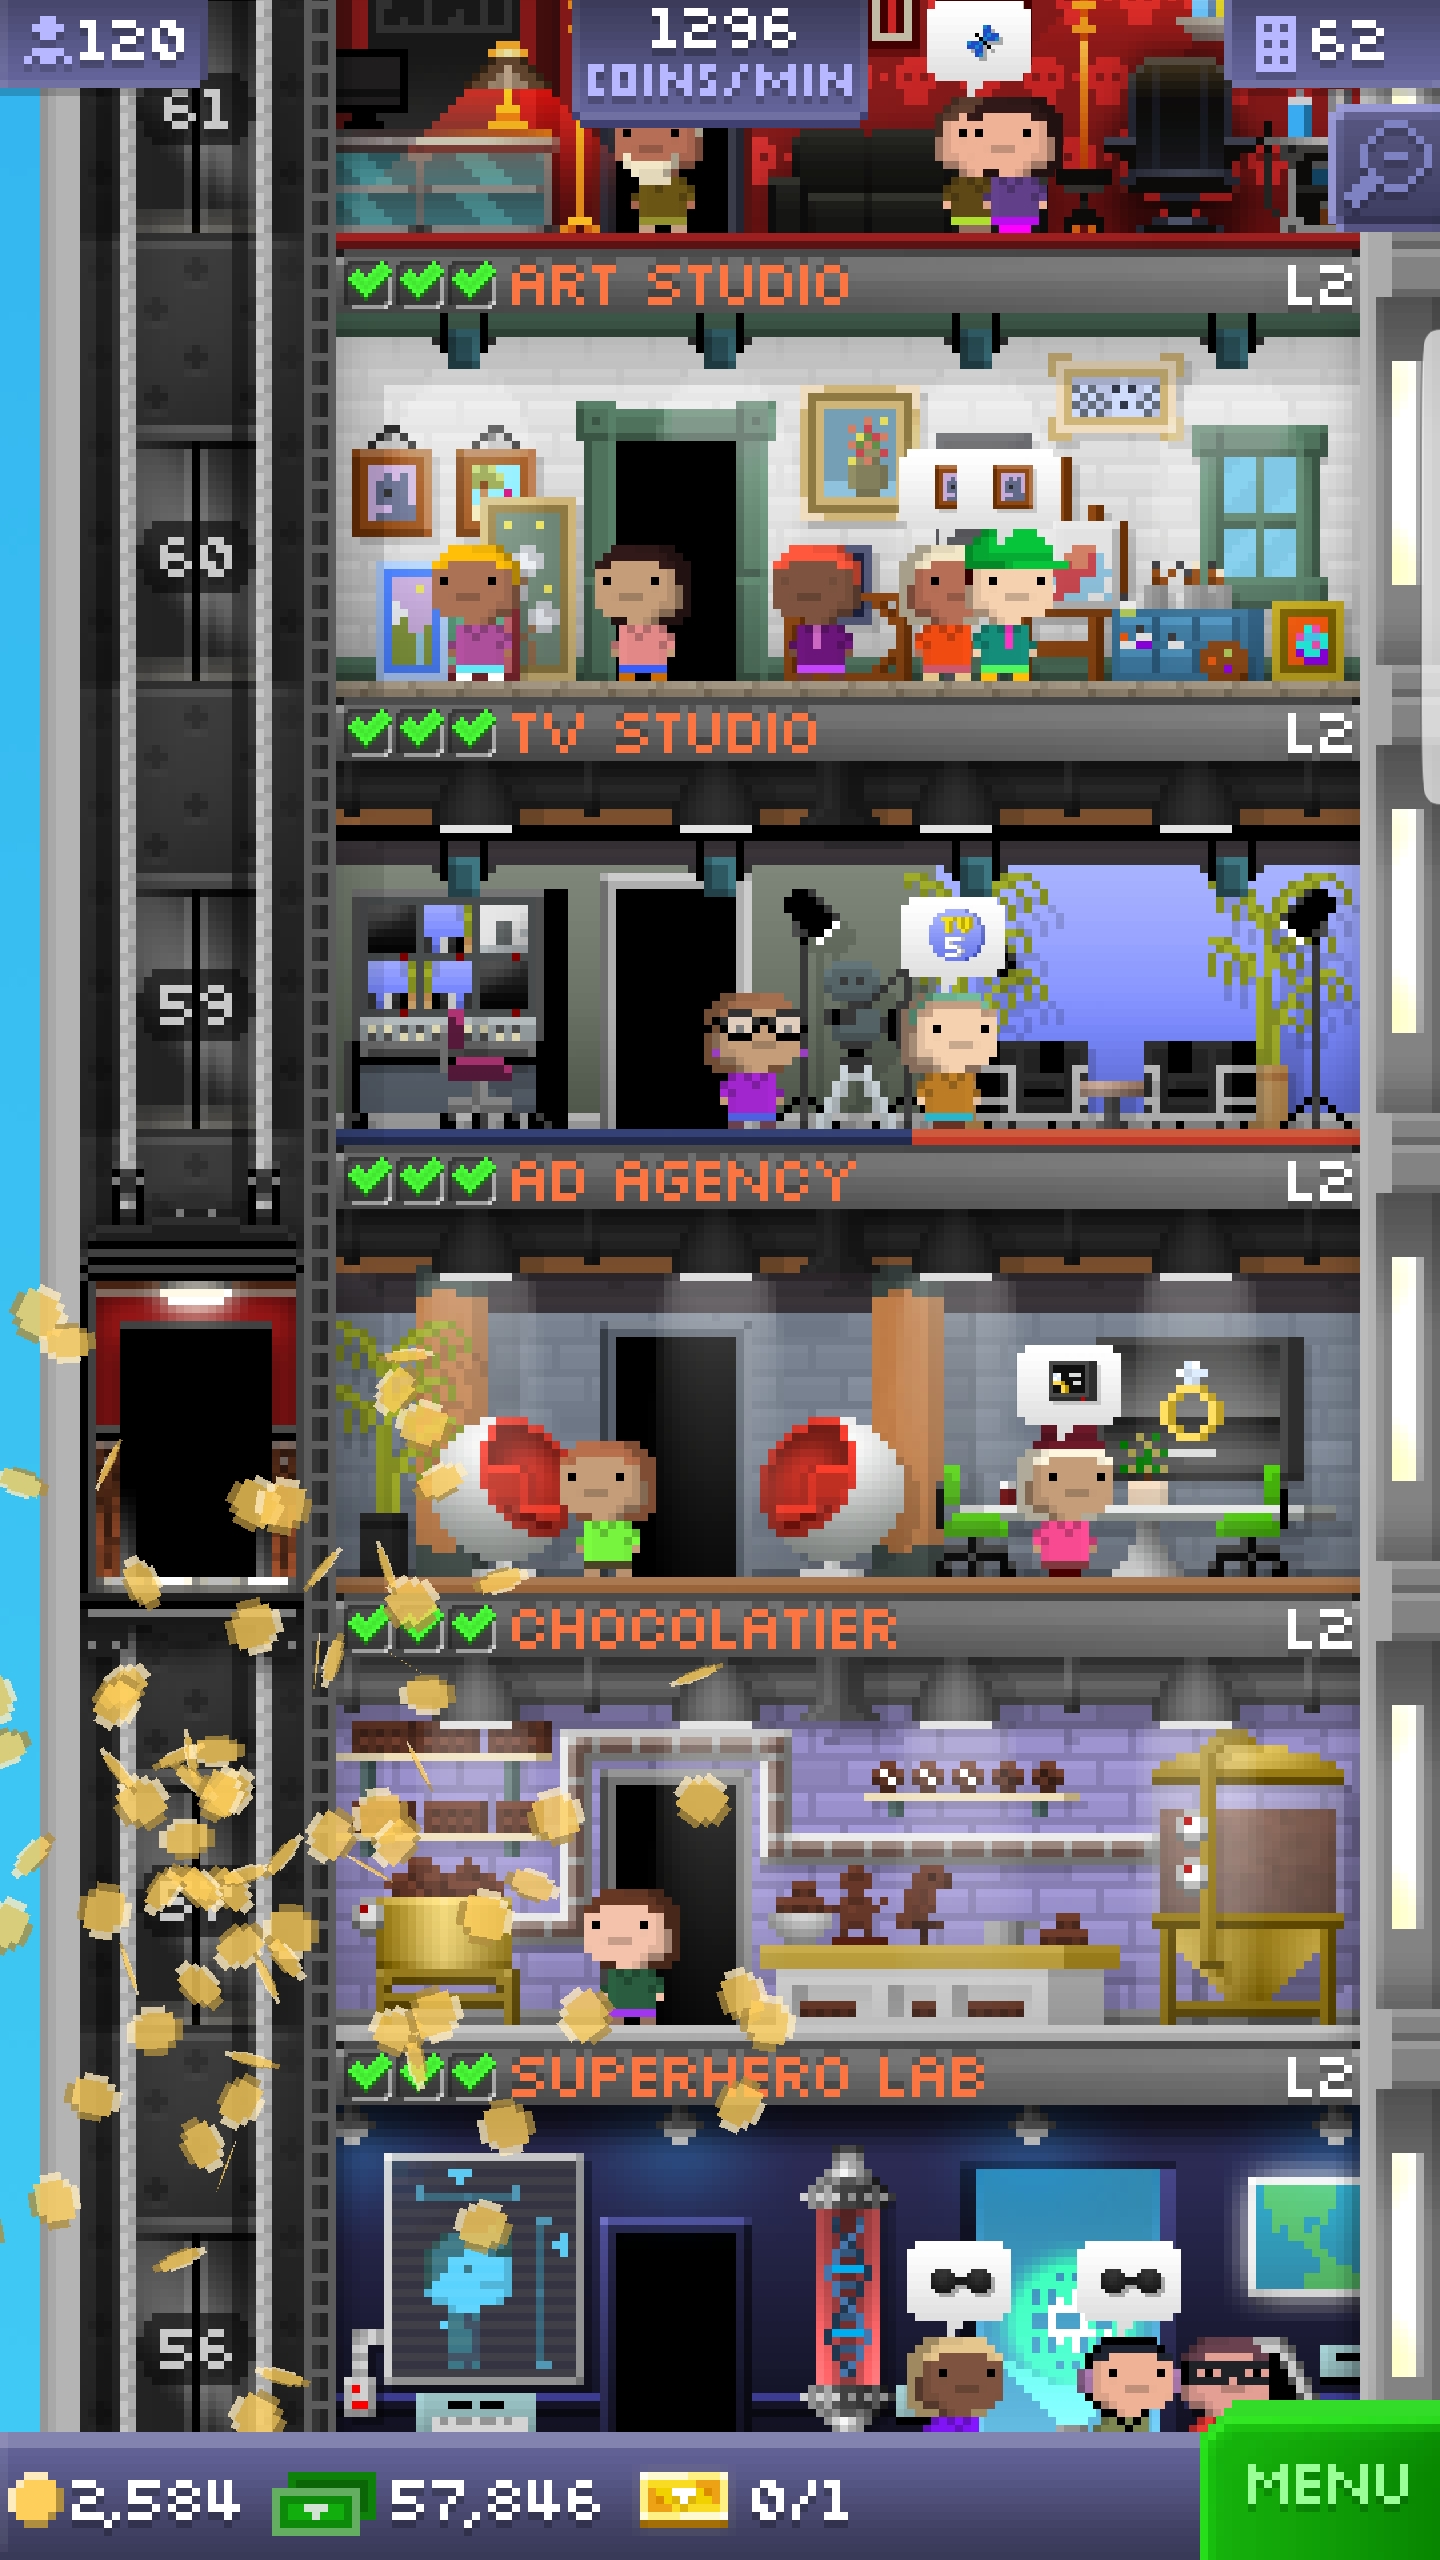 120
1296
COINS/MIN
62
61
ART STUDIO L2
60
TV STUDIO L2
59
TV
5
AD AGENCY L2
CHOCOLATIER L2
SUPERHERO LAB L2
56
2,584 57,846 0/1
MENU